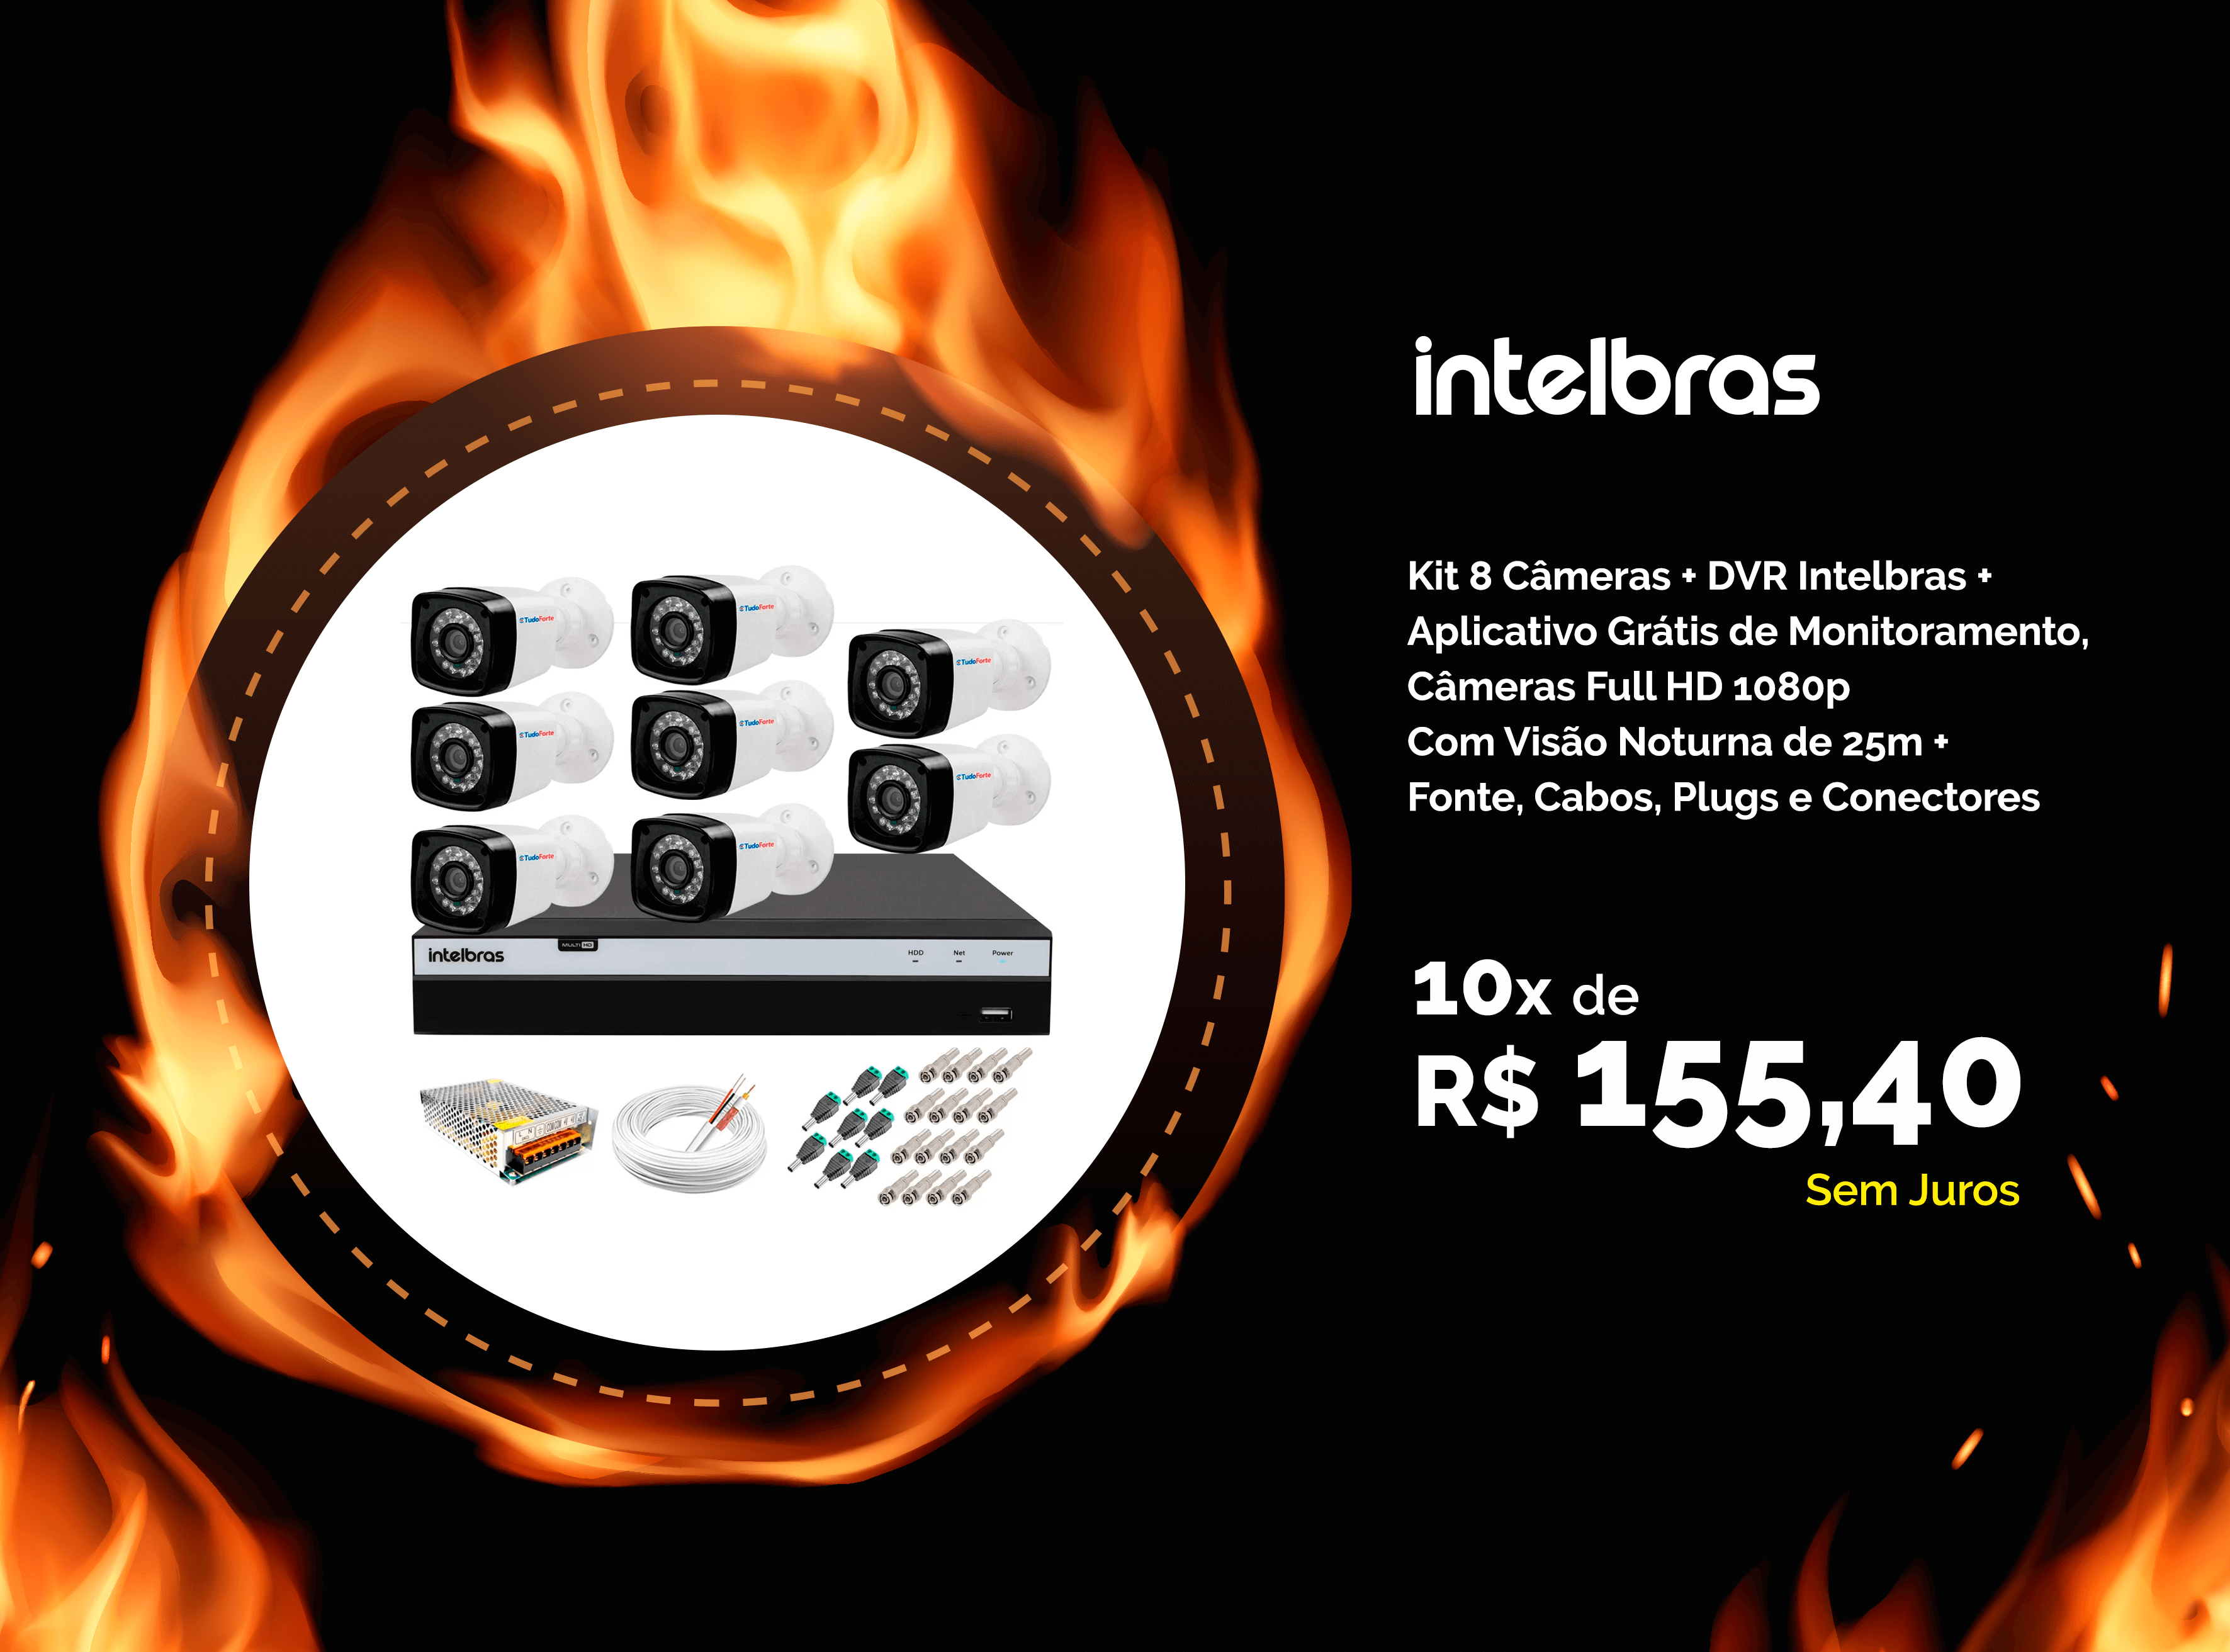 intelbras
Kit 8 Câmeras + DVR Intelbras +
Aplicativo Grátis de Monitoramento,
Câmeras Full HD 1080p
Com Visão Noturna de 25m +
Fonte, Cabos, Plugs e Conectores
10x de
R$ 155,40
Sem Juros
TudoForte
TudoForte
TudoForte
TudoForte
TudoForte
TudoForte
TudoForte
TudoForte
intelbras
MULTI HD
HDD Net Power